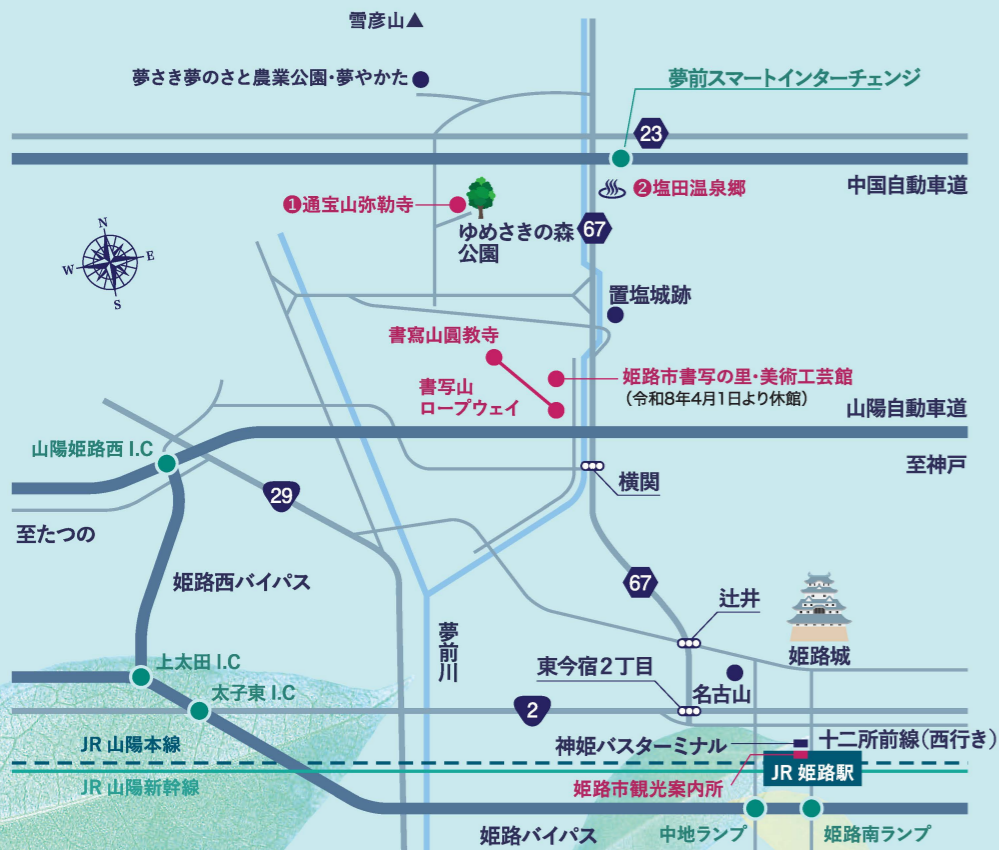 雪彦山▲
夢さき夢のさと農業公園・夢やかた
夢前スマートインターチェンジ
23
中国自動車道
❶通宝山弥勒寺
❷塩田温泉郷
ゆめさきの森
公園
67
N
W
E
S
置塩城跡
書寫山圓教寺
書写山
ロープウェイ
姫路市書写の里・美術工芸館
（令和8年4月1日より休館）
山陽自動車道
山陽姫路西 I.C
至神戸
横関
29
至たつの
姫路西バイパス
67
辻井
夢前川
姫路城
上太田 I.C
東今宿2丁目
太子東 I.C
名古山
2
JR 山陽本線
神姫バスターミナル
十二所前線（西行き）
JR 姫路駅
JR 山陽新幹線
姫路市観光案内所
姫路バイパス
中地ランプ
姫路南ランプ